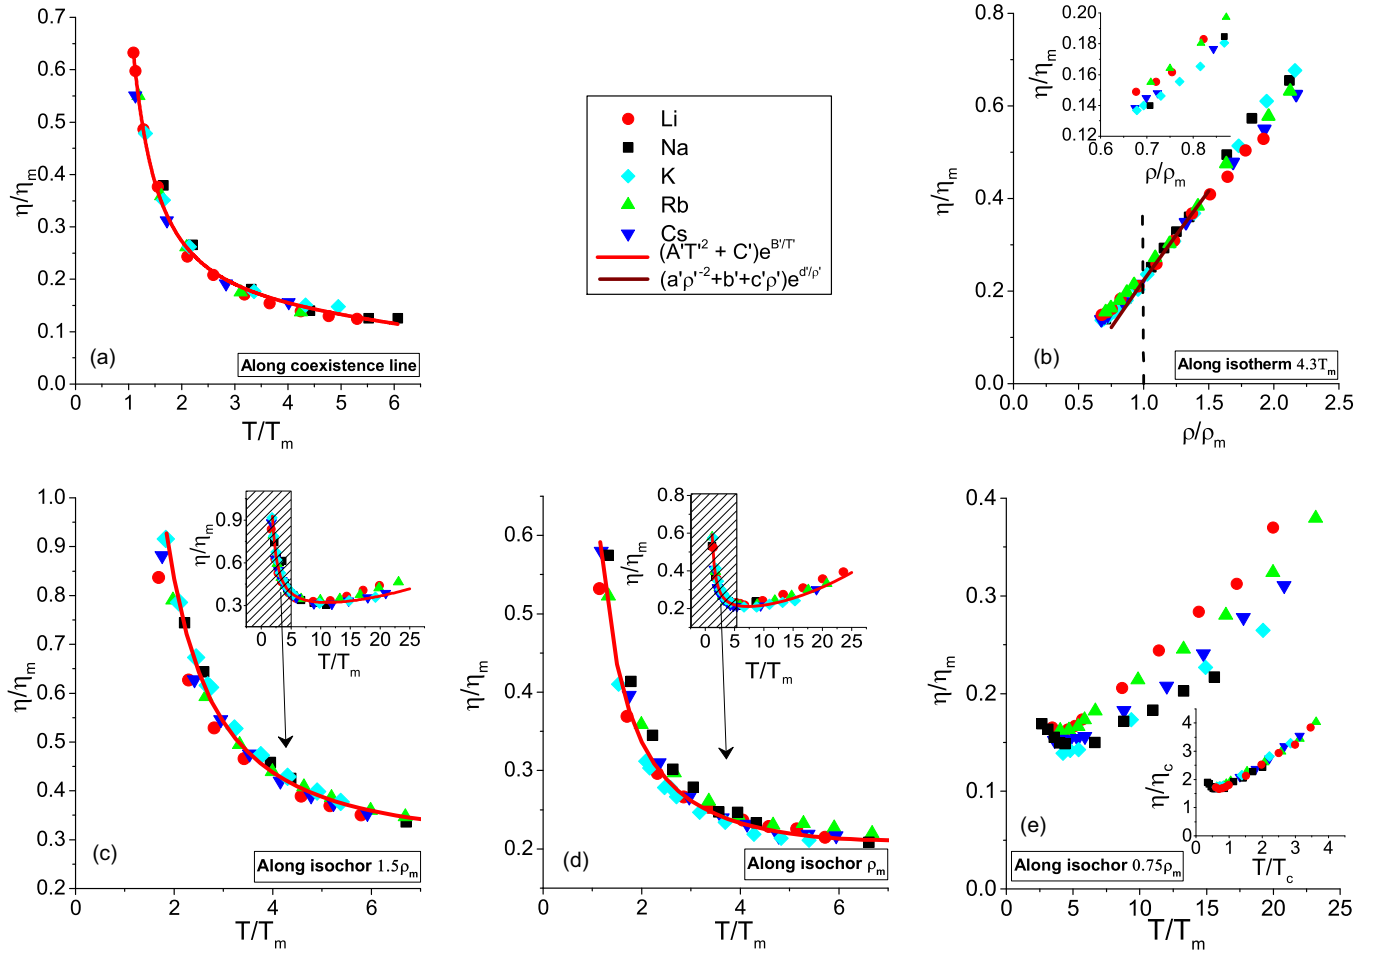 0.7
0.6
0.5
0.4
0.3
0.2
0.1
0.0
η/ηm
0 1 2 3 4 5 6
T/Tm
(a)
Along coexistence line
Li
Na
K
Rb
Cs
(A'T'² + C')e^B'/T'
(a'ρ'⁻²+b'+c'ρ')e^d'/ρ'
0.8
0.6
0.4
0.2
0.0
η/ηm
0.0 0.5 1.0 1.5 2.0 2.5
ρ/ρm
(b)
Along isotherm 4.3Tm
0.20
0.18
0.16
0.14
0.12
η/ηm
0.6 0.7 0.8
ρ/ρm
1.0
0.9
0.8
0.7
0.6
0.5
0.4
0.3
0.2
η/ηm
0 2 4 6
T/Tm
(c)
Along isochor 1.5ρm
0.9
0.6
0.3
η/ηm
0 5 10 15 20 25
T/Tm
0.6
0.5
0.4
0.3
0.2
η/ηm
0 1 2 3 4 5 6 7
T/Tm
(d)
Along isochor ρm
0.8
0.6
0.4
0.2
η/ηm
0 5 10 15 20 25
T/Tm
0.4
0.3
0.2
0.1
0.0
η/ηm
0 5 10 15 20 25
T/Tm
(e)
Along isochor 0.75ρm
4
3
2
1
0
η/ηc
0 1 2 3 4
T/Tc